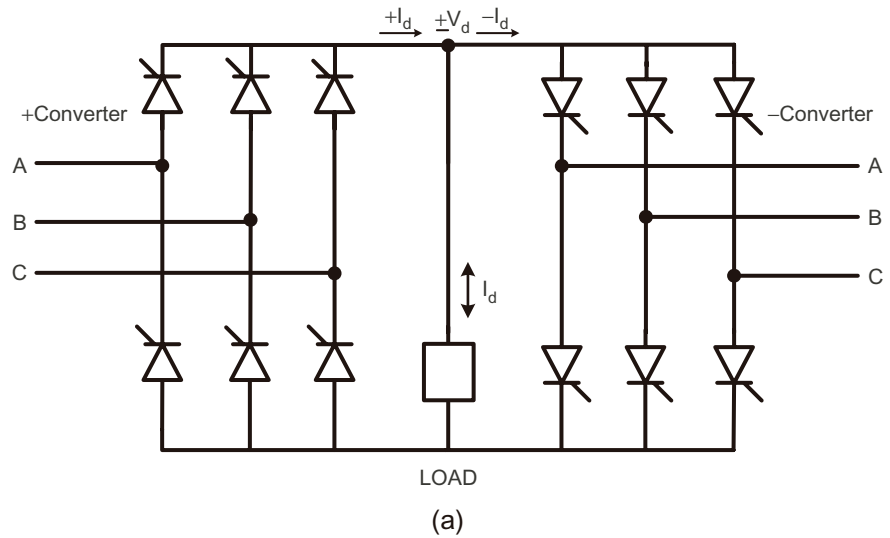 +I_d ±V_d −I_d
+Converter
−Converter
A
A
B
B
C
C
I_d
LOAD
(a)